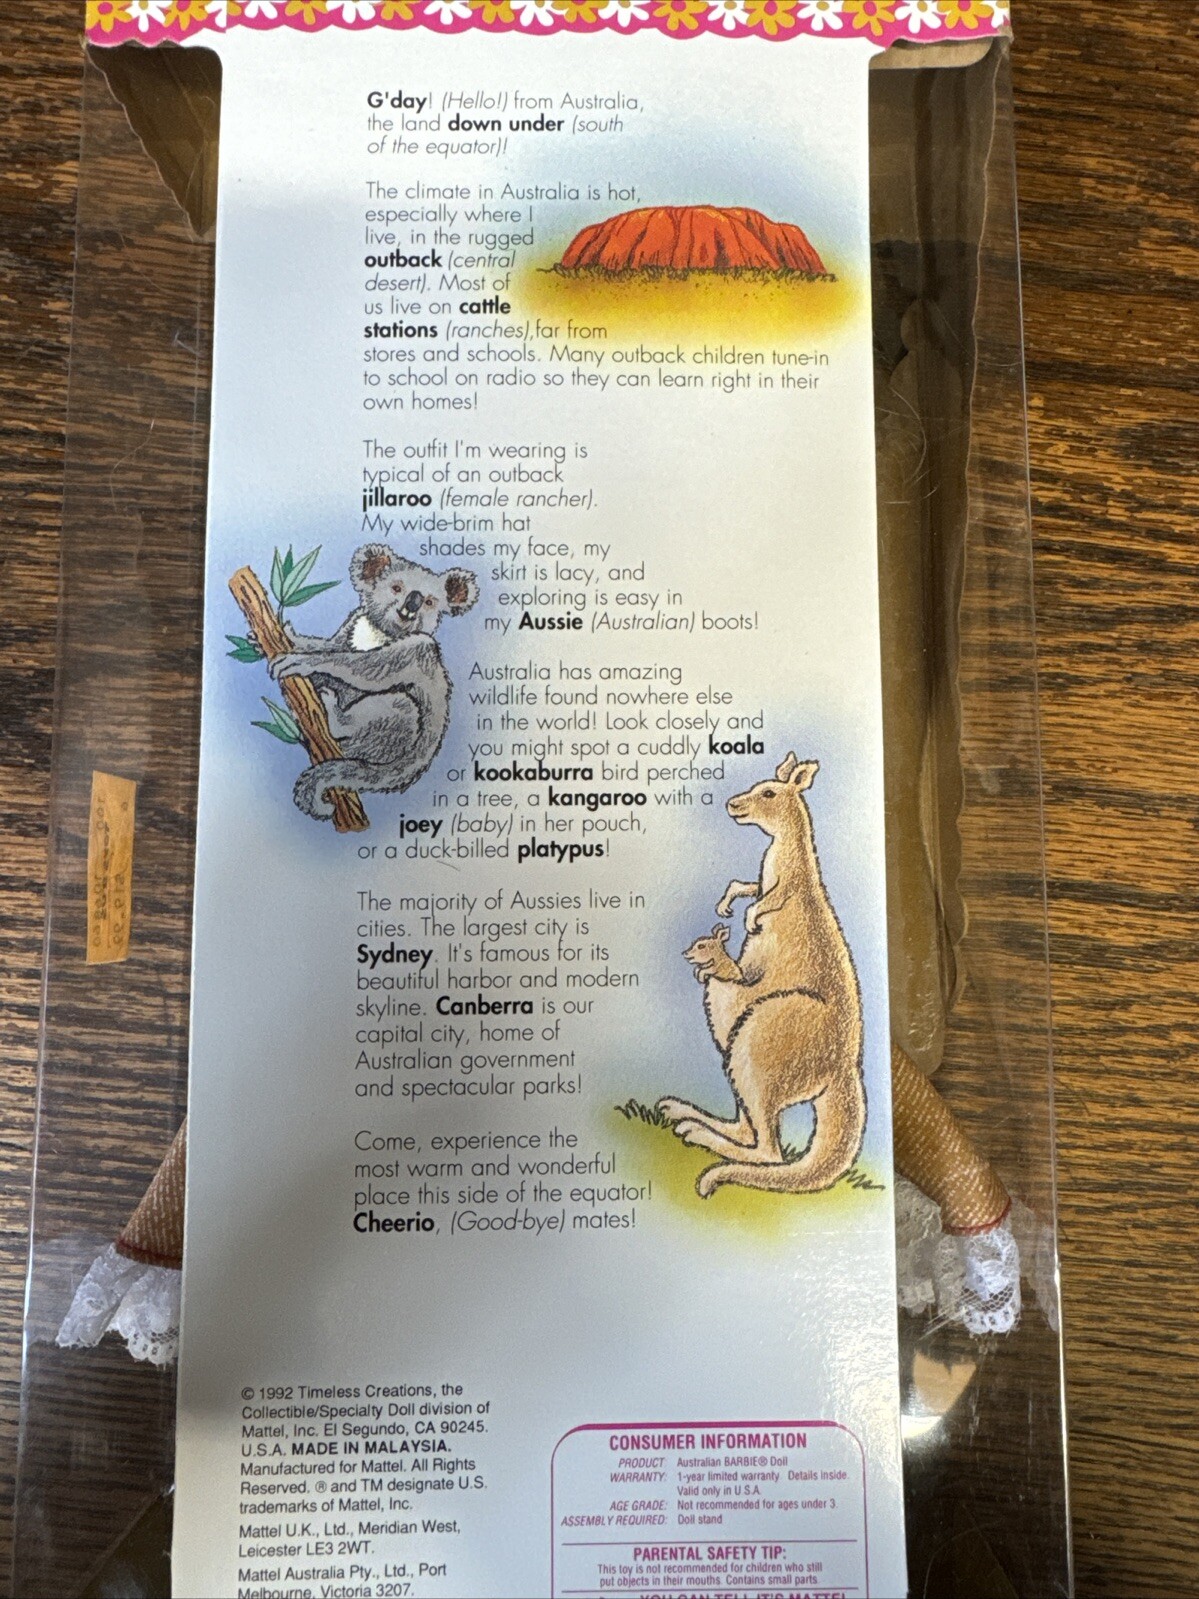 G'day! (Hello!) from Australia,
the land down under (south
of the equator)!
The climate in Australia is hot,
especially where I
live, in the rugged
outback (central
desert). Most of
us live on cattle
stations (ranches),far from
stores and schools. Many outback children tune-in
to school on radio so they can learn right in their
own homes!
The outfit I'm wearing is
typical of an outback
jillaroo (female rancher).
My wide-brim hat
shades my face, my
skirt is lacy, and
exploring is easy in
my Aussie (Australian) boots!
Australia has amazing
wildlife found nowhere else
in the world! Look closely and
you might spot a cuddly koala
or kookaburra bird perched
in a tree, a kangaroo with a
joey (baby) in her pouch,
or a duck-billed platypus!
The majority of Aussies live in
cities. The largest city is
Sydney. It's famous for its
beautiful harbor and modern
skyline. Canberra is our
capital city, home of
Australian government
and spectacular parks!
Come, experience the
most warm and wonderful
place this side of the equator!
Cheerio, (Good-bye) mates!
© 1992 Timeless Creations, the
Collectible/Specialty Doll division of
Mattel, Inc. El Segundo, CA 90245.
U.S.A. MADE IN MALAYSIA.
Manufactured for Mattel. All Rights
Reserved. ® and TM designate U.S.
trademarks of Mattel, Inc.
Mattel U.K., Ltd., Meridian West,
Leicester LE3 2WT.
Mattel Australia Pty., Ltd., Port
Melbourne, Victoria 3207.
CONSUMER INFORMATION
PRODUCT: Australian BARBIE® Doll
WARRANTY: 1-year limited warranty. Details inside.
Valid only in U.S.A.
AGE GRADE: Not recommended for ages under 3.
ASSEMBLY REQUIRED: Doll stand
PARENTAL SAFETY TIP:
This toy is not recommended for children who still
put objects in their mouths. Contains small parts.
YOU CAN TELL IT'S MATTEL